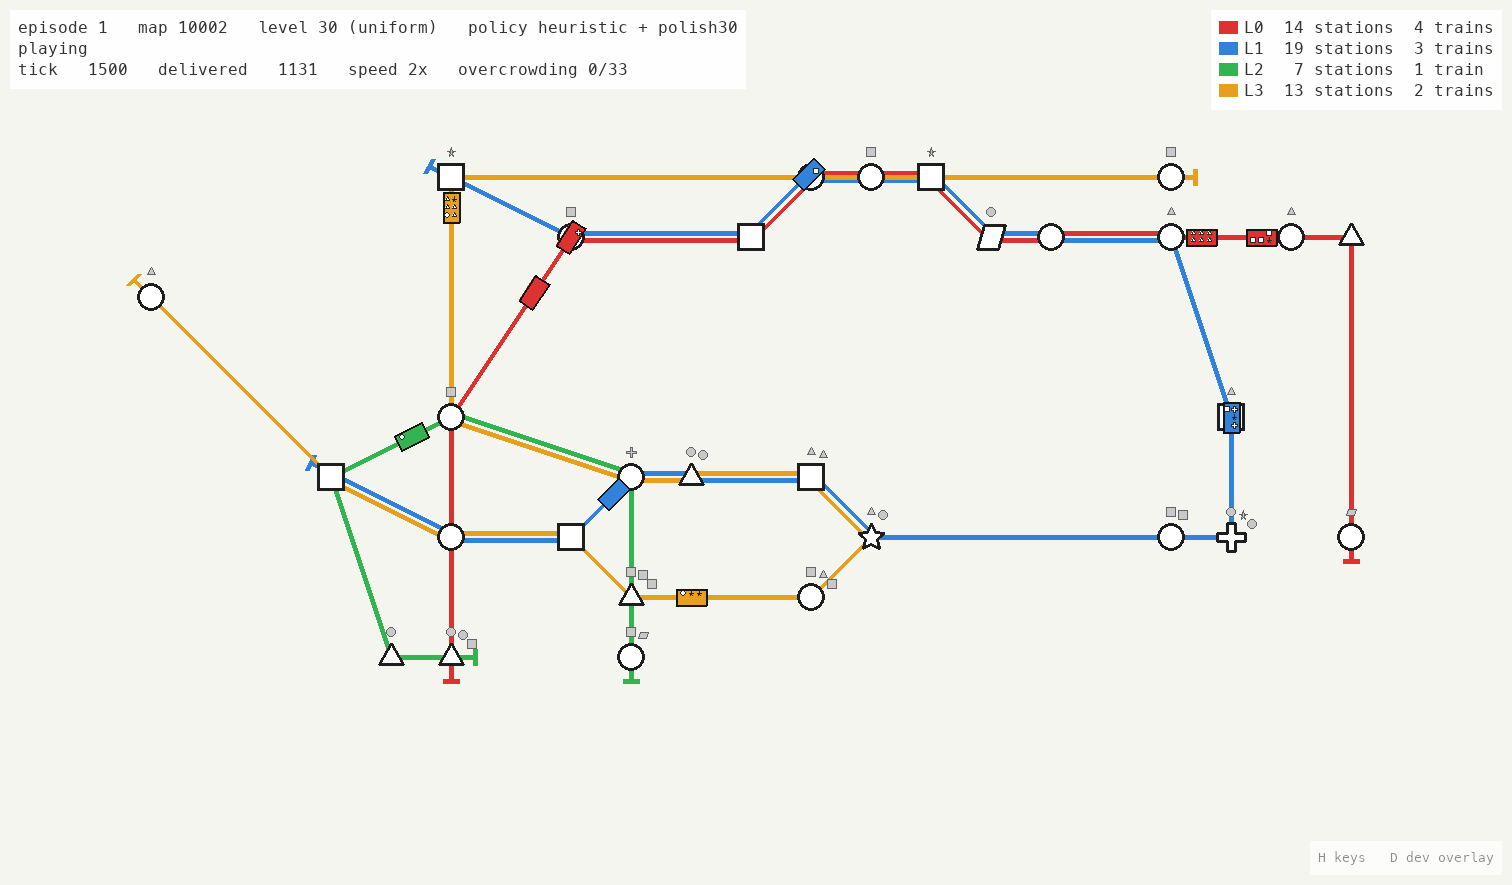 episode 1   map 10002   level 30 (uniform)   policy heuristic + polish30
playing
tick   1500   delivered   1131   speed 2x   overcrowding 0/33
L0  14 stations  4 trains
L1  19 stations  3 trains
L2   7 stations  1 train
L3  13 stations  2 trains
H keys   D dev overlay